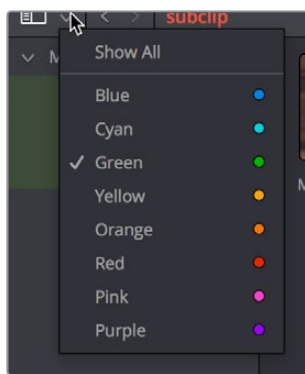 subclip
M
Show All
Blue
Cyan
Green
Yellow
Orange
Red
Pink
Purple
M